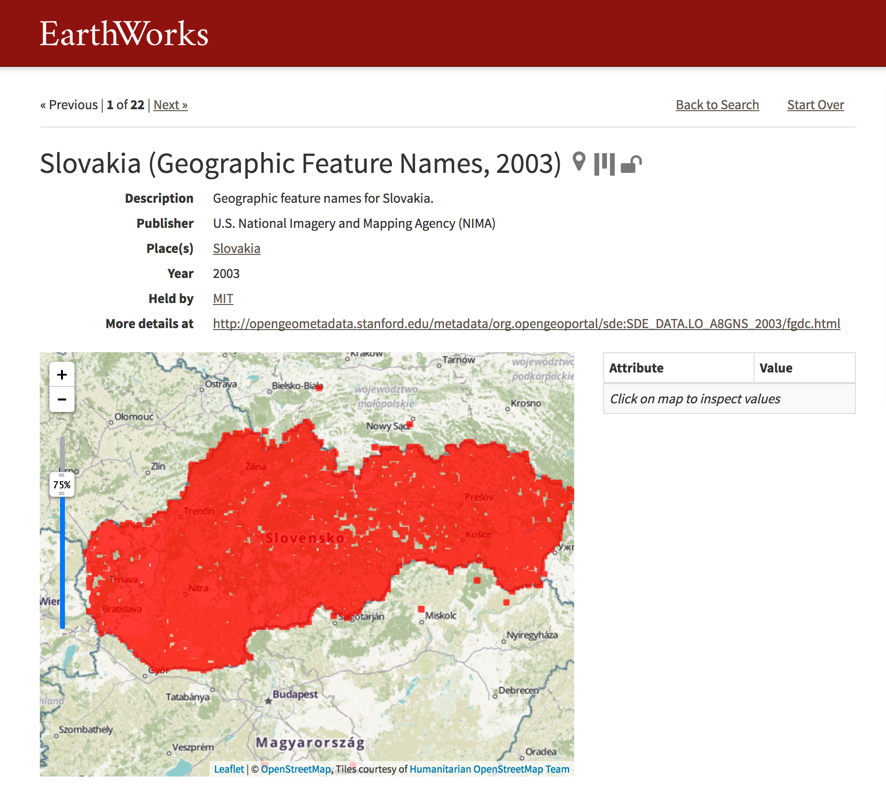 EarthWorks
« Previous | 1 of 22 | Next »
Back to Search
Start Over
Slovakia (Geographic Feature Names, 2003)
Description Geographic feature names for Slovakia.
Publisher U.S. National Imagery and Mapping Agency (NIMA)
Place(s) Slovakia
Year 2003
Held by MIT
More details at http://opengeometadata.stanford.edu/metadata/org.opengeoportal/sde:SDE_DATA.LO_A8GNS_2003/fgdc.html
+
−
75%
Kraków
Tarnów
województwo
podkarpackie
Ostrava
Bielsko-Biała
województwo
małopolskie
Krosno
Olomouc
Nowy Sącz
Zlín
Žilina
Prešov
Trenčín
Slovensko
Košice
Trnava
Nitra
Bratislava
Wien
Salgótarján
Miskolc
Nyíregyháza
Győr
Tatabánya
Budapest
Debrecen
Szombathely
Veszprém
Magyarország
Oradea
Leaflet | © OpenStreetMap, Tiles courtesy of Humanitarian OpenStreetMap Team
Attribute Value
Click on map to inspect values